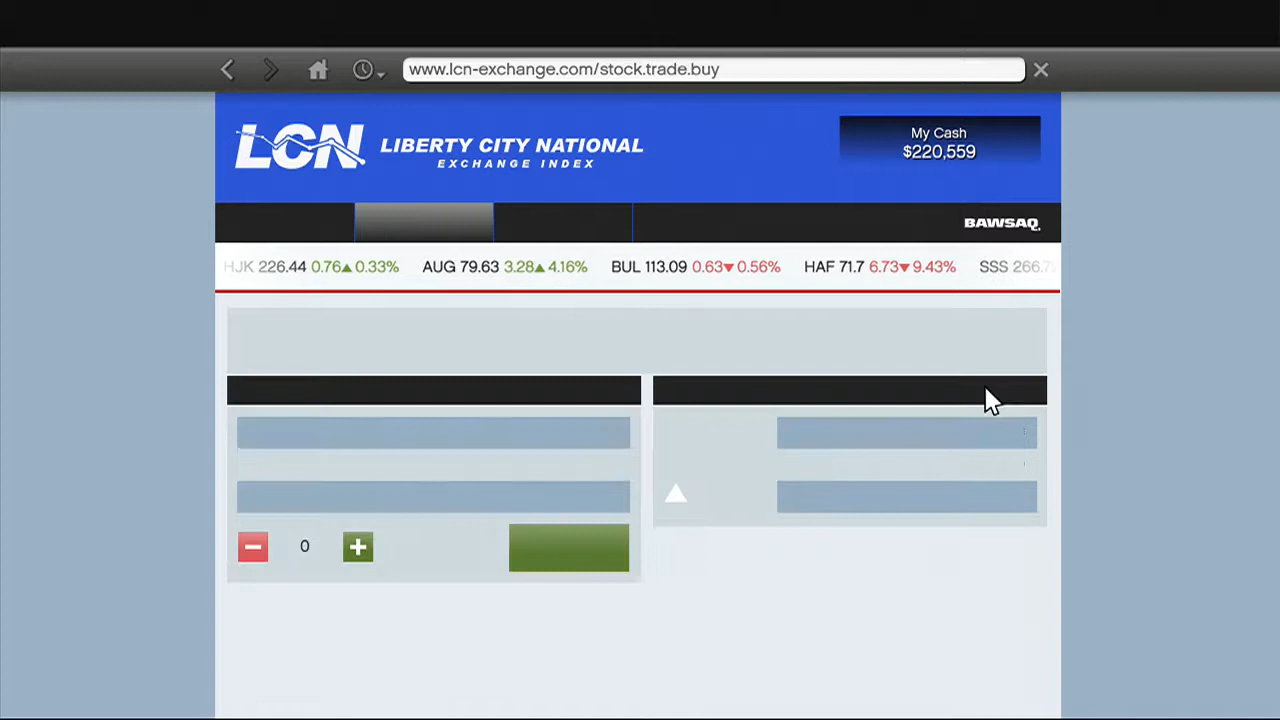 www.lcn-exchange.com/stock.trade.buy
LCN LIBERTY CITY NATIONAL
EXCHANGE INDEX
My Cash
$220,559
BAWSAQ
HJK 226.44 0.76▲0.33% AUG 79.63 3.28▲4.16% BUL 113.09 0.63▼0.56% HAF 71.7 6.73▼9.43% SSS
0